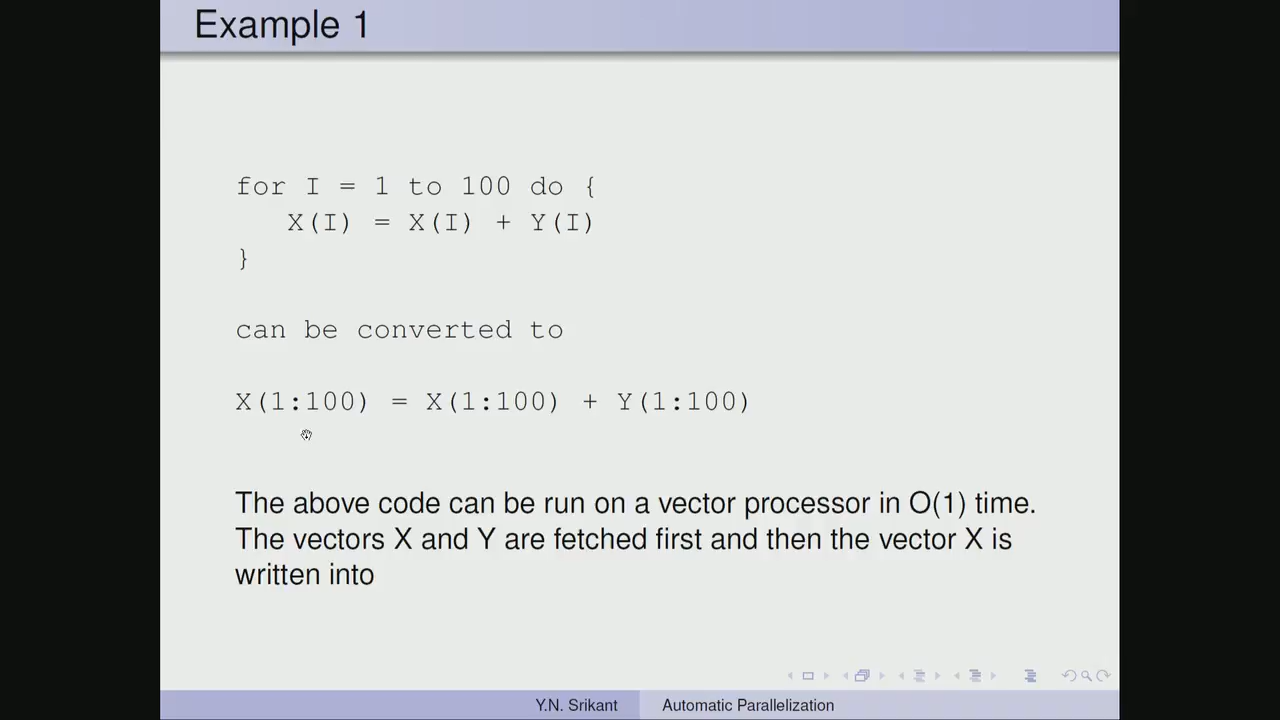 Example 1
for I = 1 to 100 do {
X(I) = X(I) + Y(I)
}
can be converted to
X(1:100) = X(1:100) + Y(1:100)
The above code can be run on a vector processor in O(1) time.
The vectors X and Y are fetched first and then the vector X is
written into
Y.N. Srikant Automatic Parallelization